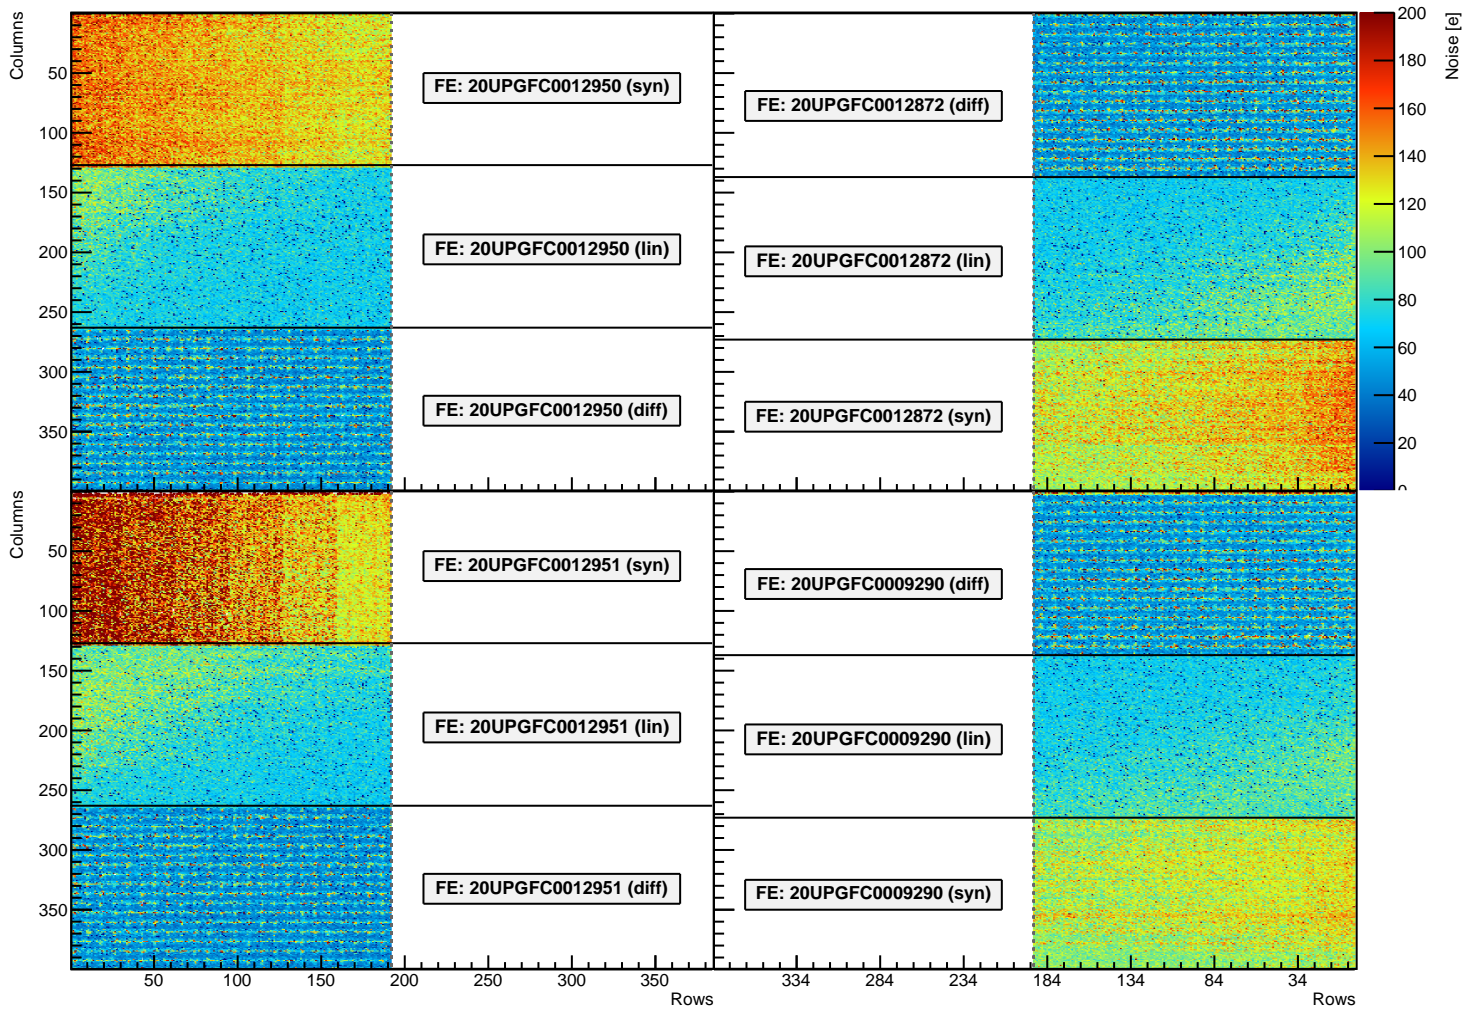 Columns
50
100
150
200
250
300
350
FE: 20UPGFC0012950 (syn)
FE: 20UPGFC0012950 (lin)
FE: 20UPGFC0012950 (diff)
FE: 20UPGFC0012872 (diff)
FE: 20UPGFC0012872 (lin)
FE: 20UPGFC0012872 (syn)
Noise [e]
200
180
160
140
120
100
80
60
40
20
0
Columns
50
100
150
200
250
300
350
FE: 20UPGFC0012951 (syn)
FE: 20UPGFC0012951 (lin)
FE: 20UPGFC0012951 (diff)
FE: 20UPGFC0009290 (diff)
FE: 20UPGFC0009290 (lin)
FE: 20UPGFC0009290 (syn)
50 100 150 200 250 300 350
Rows
334 284 234 184 134 84 34
Rows